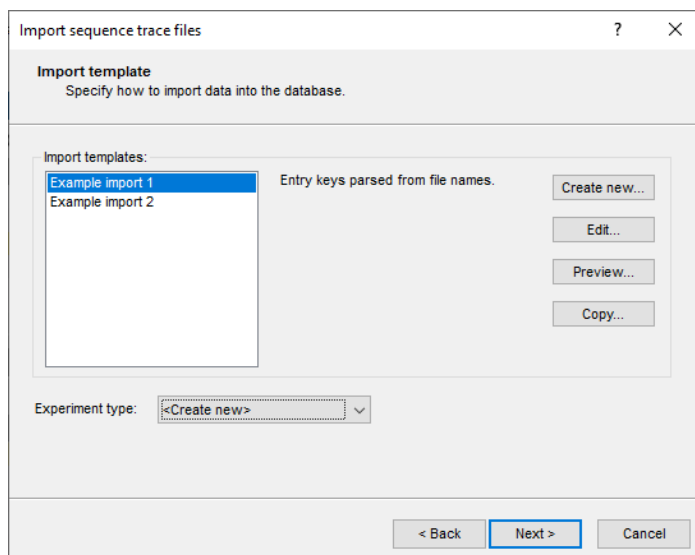 Import sequence trace files
?
Import template
Specify how to import data into the database.
Import templates:
Example import 1
Example import 2
Entry keys parsed from file names.
Create new...
Edit...
Preview...
Copy...
Experiment type:
<Create new>
< Back
Next >
Cancel